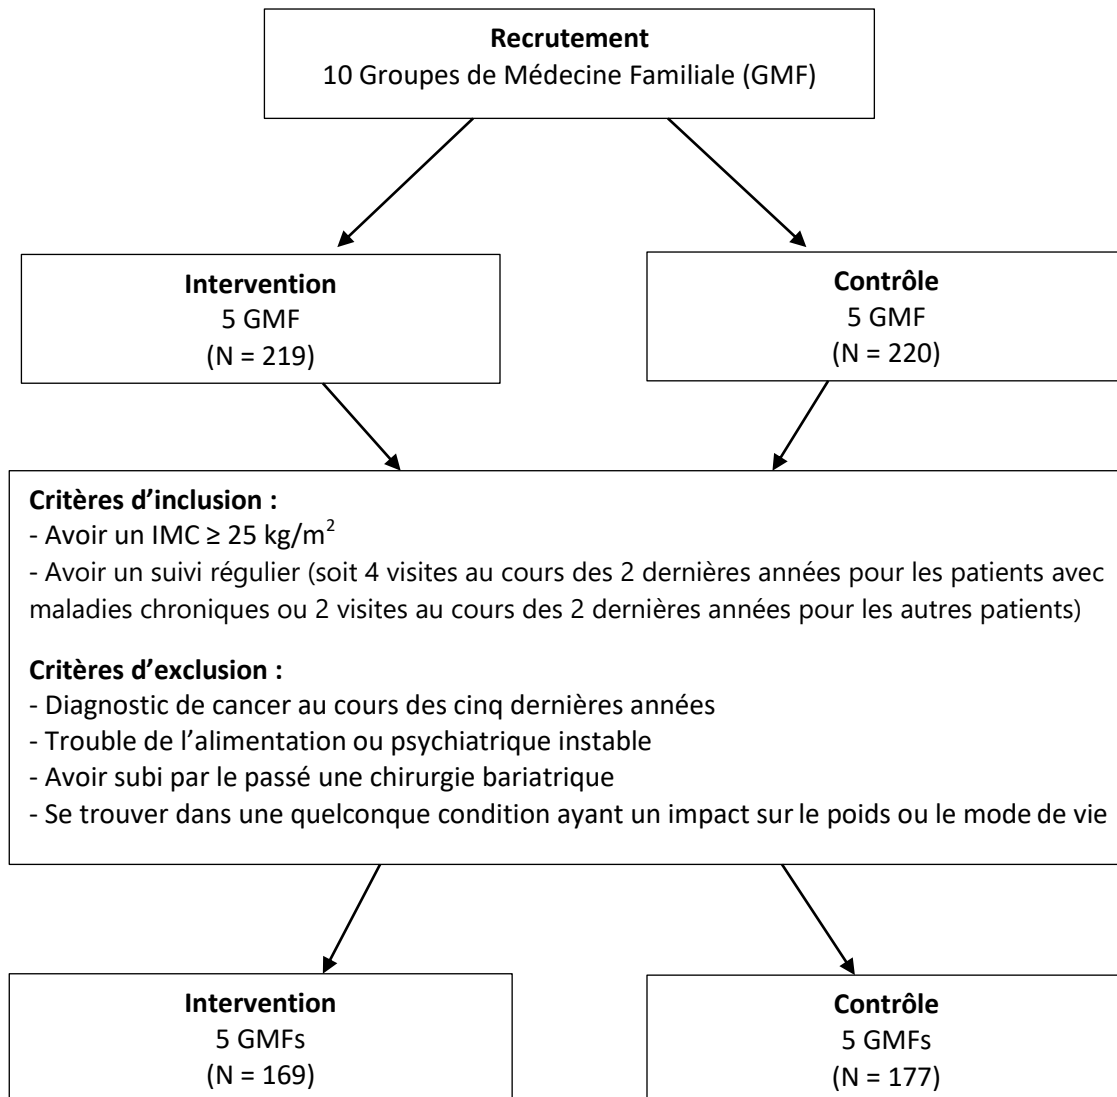 Recrutement
10 Groupes de Médecine Familiale (GMF)
Intervention
5 GMF
(N = 219)
Contrôle
5 GMF
(N = 220)
Critères d’inclusion :
- Avoir un IMC ≥ 25 kg/m²
- Avoir un suivi régulier (soit 4 visites au cours des 2 dernières années pour les patients avec
maladies chroniques ou 2 visites au cours des 2 dernières années pour les autres patients)
Critères d’exclusion :
- Diagnostic de cancer au cours des cinq dernières années
- Trouble de l’alimentation ou psychiatrique instable
- Avoir subi par le passé une chirurgie bariatrique
- Se trouver dans une quelconque condition ayant un impact sur le poids ou le mode de vie
Intervention
5 GMFs
(N = 169)
Contrôle
5 GMFs
(N = 177)